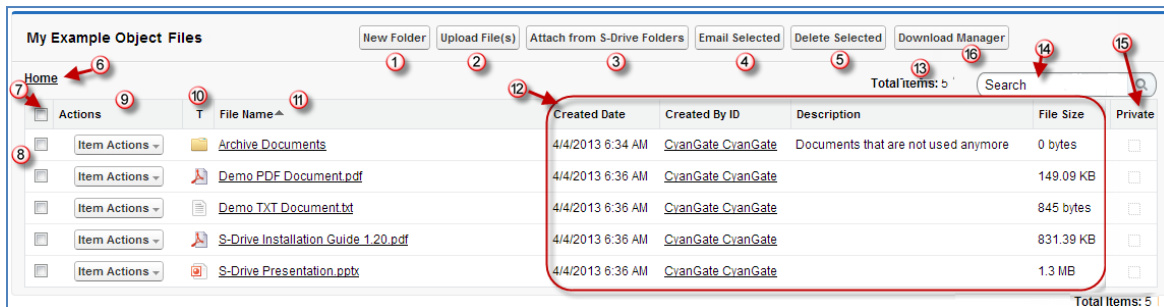 My Example Object Files New Folder Upload File(s) Attach from S-Drive Folders Email Selected Delete Selected Download Manager
1 2 3 4 5 16 14 15
6 13
Home Total Items: 5 Search
7 9 10 11 12
Actions T File Name Created Date Created By ID Description File Size Private
8
Item Actions Archive Documents 4/4/2013 6:34 AM CyanGate CyanGate Documents that are not used anymore 0 bytes
Item Actions Demo PDF Document.pdf 4/4/2013 6:36 AM CyanGate CyanGate 149.09 KB
Item Actions Demo TXT Document.txt 4/4/2013 6:36 AM CyanGate CyanGate 845 bytes
Item Actions S-Drive Installation Guide 1.20.pdf 4/4/2013 6:36 AM CyanGate CyanGate 831.39 KB
Item Actions S-Drive Presentation.pptx 4/4/2013 6:36 AM CyanGate CyanGate 1.3 MB
Total Items: 5